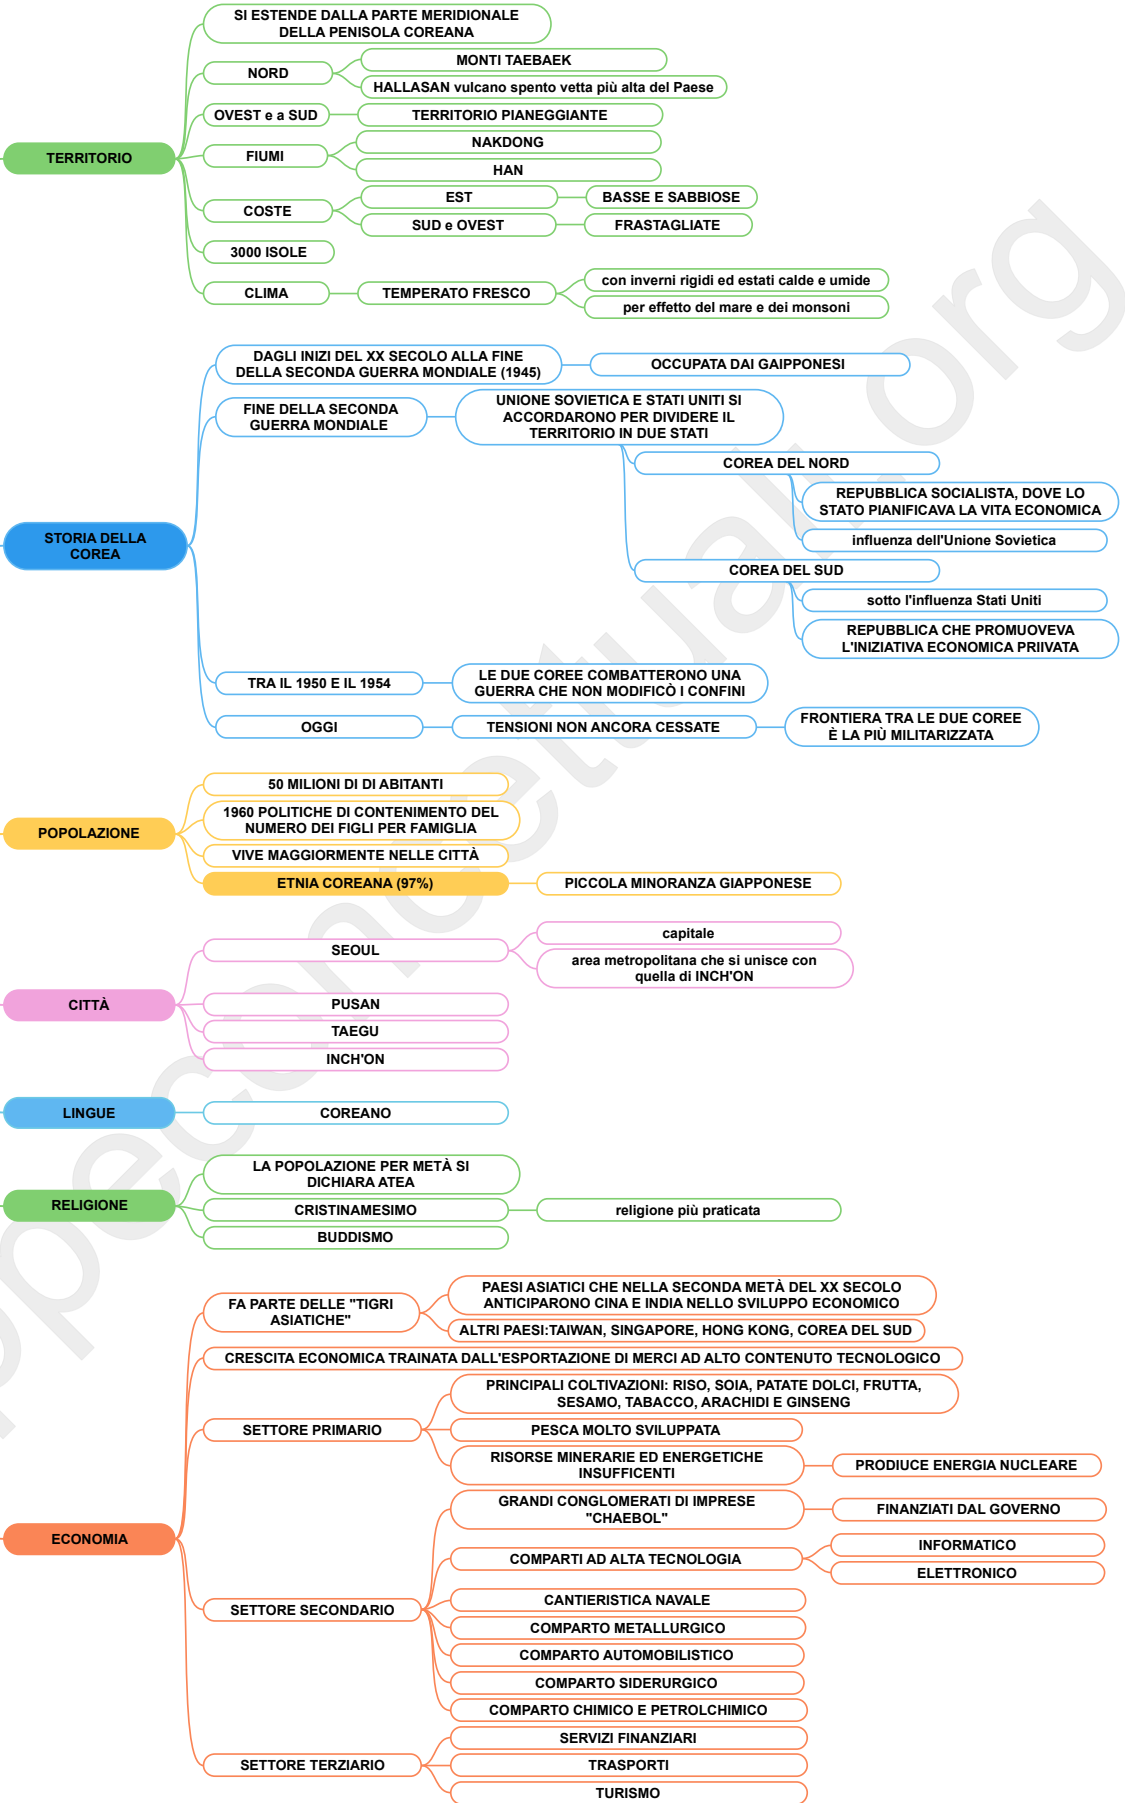 SI ESTENDE DALLA PARTE MERIDIONALE
DELLA PENISOLA COREANA
NORD
MONTI TAEBAEK
HALLASAN vulcano spento vetta più alta del Paese
OVEST e a SUD
TERRITORIO PIANEGGIANTE
TERRITORIO
FIUMI
NAKDONG
HAN
COSTE
EST
BASSE E SABBIOSE
SUD e OVEST
FRASTAGLIATE
3000 ISOLE
CLIMA
TEMPERATO FRESCO
con inverni rigidi ed estati calde e umide
per effetto del mare e dei monsoni
DAGLI INIZI DEL XX SECOLO ALLA FINE
DELLA SECONDA GUERRA MONDIALE (1945)
OCCUPATA DAI GAIPPONESI
FINE DELLA SECONDA
GUERRA MONDIALE
UNIONE SOVIETICA E STATI UNITI SI
ACCORDARONO PER DIVIDERE IL
TERRITORIO IN DUE STATI
COREA DEL NORD
REPUBBLICA SOCIALISTA, DOVE LO
STATO PIANIFICAVA LA VITA ECONOMICA
influenza dell'Unione Sovietica
STORIA DELLA
COREA
COREA DEL SUD
sotto l'influenza Stati Uniti
REPUBBLICA CHE PROMUOVEVA
L'INIZIATIVA ECONOMICA PRIIVATA
TRA IL 1950 E IL 1954
LE DUE COREE COMBATTERONO UNA
GUERRA CHE NON MODIFICÒ I CONFINI
OGGI
TENSIONI NON ANCORA CESSATE
FRONTIERA TRA LE DUE COREE
È LA PIÙ MILITARIZZATA
50 MILIONI DI DI ABITANTI
1960 POLITICHE DI CONTENIMENTO DEL
NUMERO DEI FIGLI PER FAMIGLIA
POPOLAZIONE
VIVE MAGGIORMENTE NELLE CITTÀ
ETNIA COREANA (97%)
PICCOLA MINORANZA GIAPPONESE
SEOUL
capitale
area metropolitana che si unisce con
quella di INCH'ON
CITTÀ
PUSAN
TAEGU
INCH'ON
LINGUE
COREANO
LA POPOLAZIONE PER METÀ SI
DICHIARA ATEA
RELIGIONE
CRISTINAMESIMO
religione più praticata
BUDDISMO
FA PARTE DELLE "TIGRI
ASIATICHE"
PAESI ASIATICI CHE NELLA SECONDA METÀ DEL XX SECOLO
ANTICIPARONO CINA E INDIA NELLO SVILUPPO ECONOMICO
ALTRI PAESI:TAIWAN, SINGAPORE, HONG KONG, COREA DEL SUD
CRESCITA ECONOMICA TRAINATA DALL'ESPORTAZIONE DI MERCI AD ALTO CONTENUTO TECNOLOGICO
SETTORE PRIMARIO
PRINCIPALI COLTIVAZIONI: RISO, SOIA, PATATE DOLCI, FRUTTA,
SESAMO, TABACCO, ARACHIDI E GINSENG
PESCA MOLTO SVILUPPATA
RISORSE MINERARIE ED ENERGETICHE
INSUFFICENTI
PRODIUCE ENERGIA NUCLEARE
ECONOMIA
SETTORE SECONDARIO
GRANDI CONGLOMERATI DI IMPRESE
"CHAEBOL"
FINANZIATI DAL GOVERNO
COMPARTI AD ALTA TECNOLOGIA
INFORMATICO
ELETTRONICO
CANTIERISTICA NAVALE
COMPARTO METALLURGICO
COMPARTO AUTOMOBILISTICO
COMPARTO SIDERURGICO
COMPARTO CHIMICO E PETROLCHIMICO
SETTORE TERZIARIO
SERVIZI FINANZIARI
TRASPORTI
TURISMO
ppeconcettuali.org